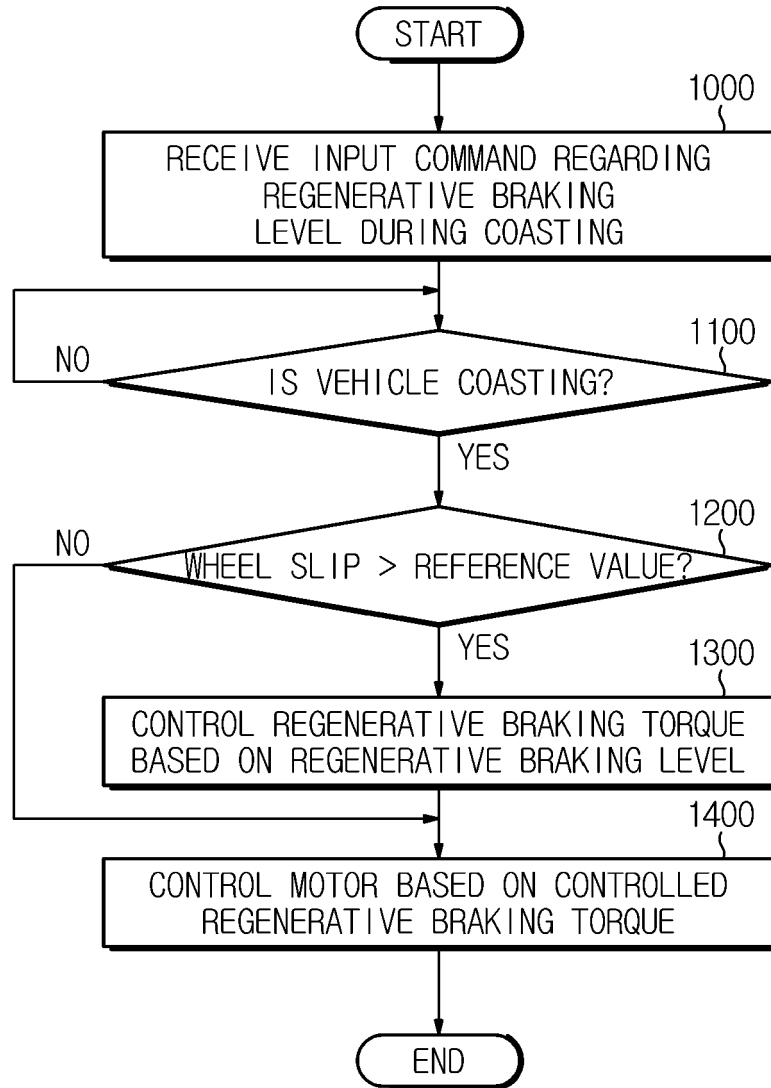 START
1000
RECEIVE INPUT COMMAND REGARDING
REGENERATIVE BRAKING
LEVEL DURING COASTING
1100
NO
IS VEHICLE COASTING?
YES
1200
NO
WHEEL SLIP > REFERENCE VALUE?
YES
1300
CONTROL REGENERATIVE BRAKING TORQUE
BASED ON REGENERATIVE BRAKING LEVEL
1400
CONTROL MOTOR BASED ON CONTROLLED
REGENERATIVE BRAKING TORQUE
END